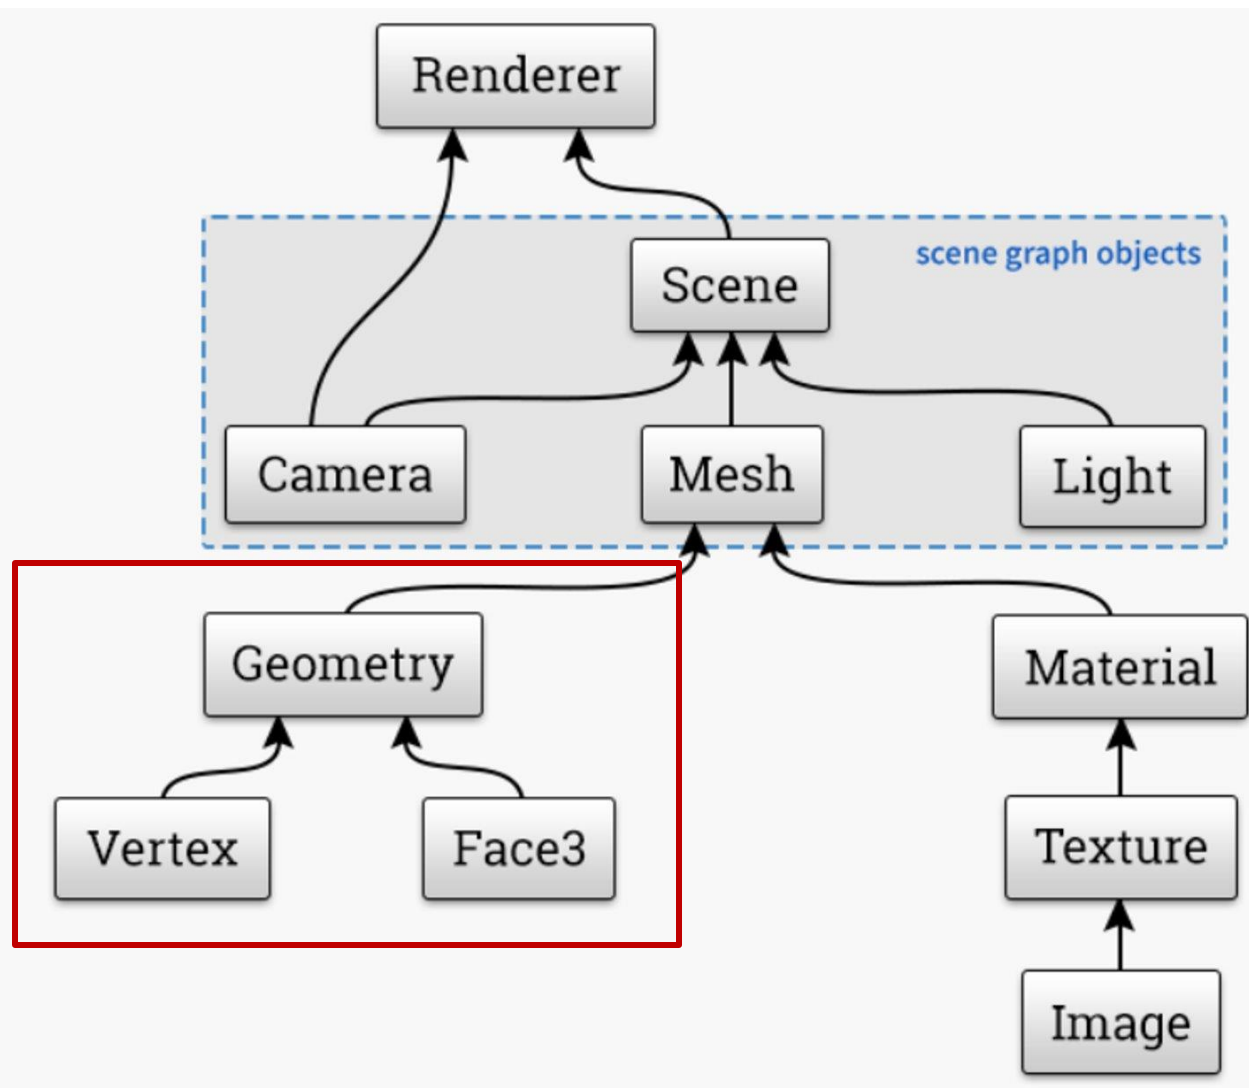 Renderer
scene graph objects
Scene
Camera
Mesh
Light
Geometry
Material
Vertex
Face3
Texture
Image